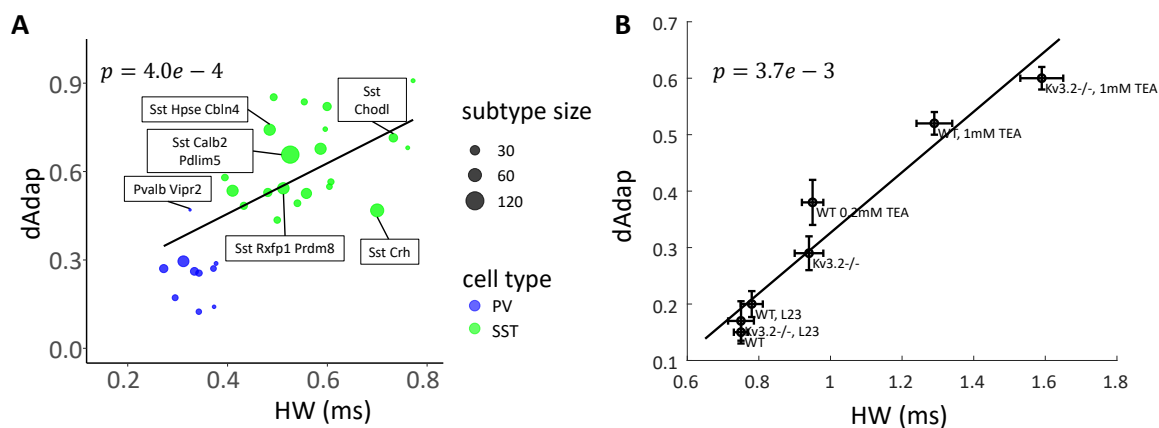 A
p = 4.0e − 4
dAdap
0.9
0.6
0.3
0.0
Sst Hpse Cbln4
Sst
Chodl
Sst Calb2
Pdlim5
Pvalb Vipr2
Sst Rxfp1 Prdm8
Sst Crh
0.2
0.4
0.6
0.8
HW (ms)
subtype size
30
60
120
cell type
PV
SST
B
p = 3.7e − 3
dAdap
0.7
0.6
0.5
0.4
0.3
0.2
0.1
Kv3.2-/-, 1mM TEA
WT, 1mM TEA
WT 0.2mM TEA
Kv3.2-/-
WT, L23
Kv3.2-/-, L23
WT
0.6
0.8
1
1.2
1.4
1.6
1.8
HW (ms)